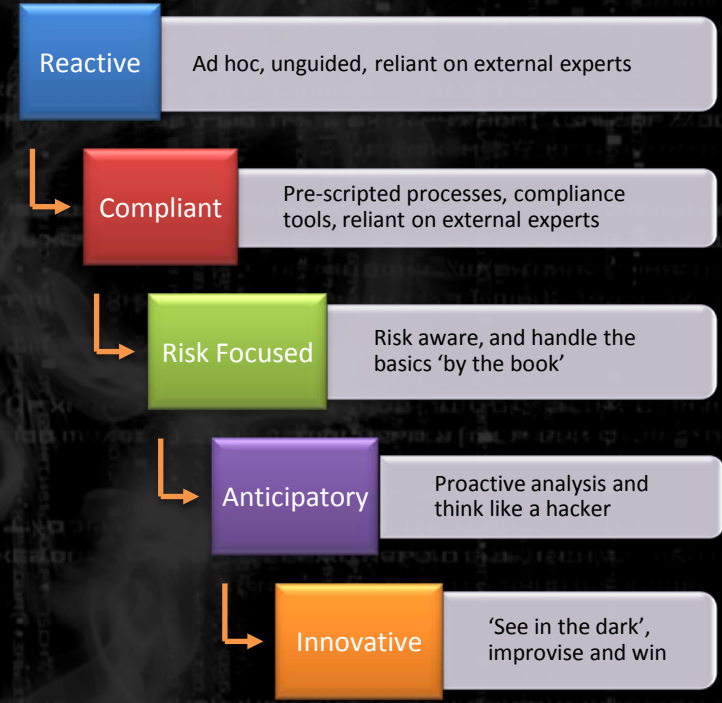 Reactive
Ad hoc, unguided, reliant on external experts
Compliant
Pre-scripted processes, compliance
tools, reliant on external experts
Risk Focused
Risk aware, and handle the
basics ‘by the book’
Anticipatory
Proactive analysis and
think like a hacker
Innovative
‘See in the dark’,
improvise and win